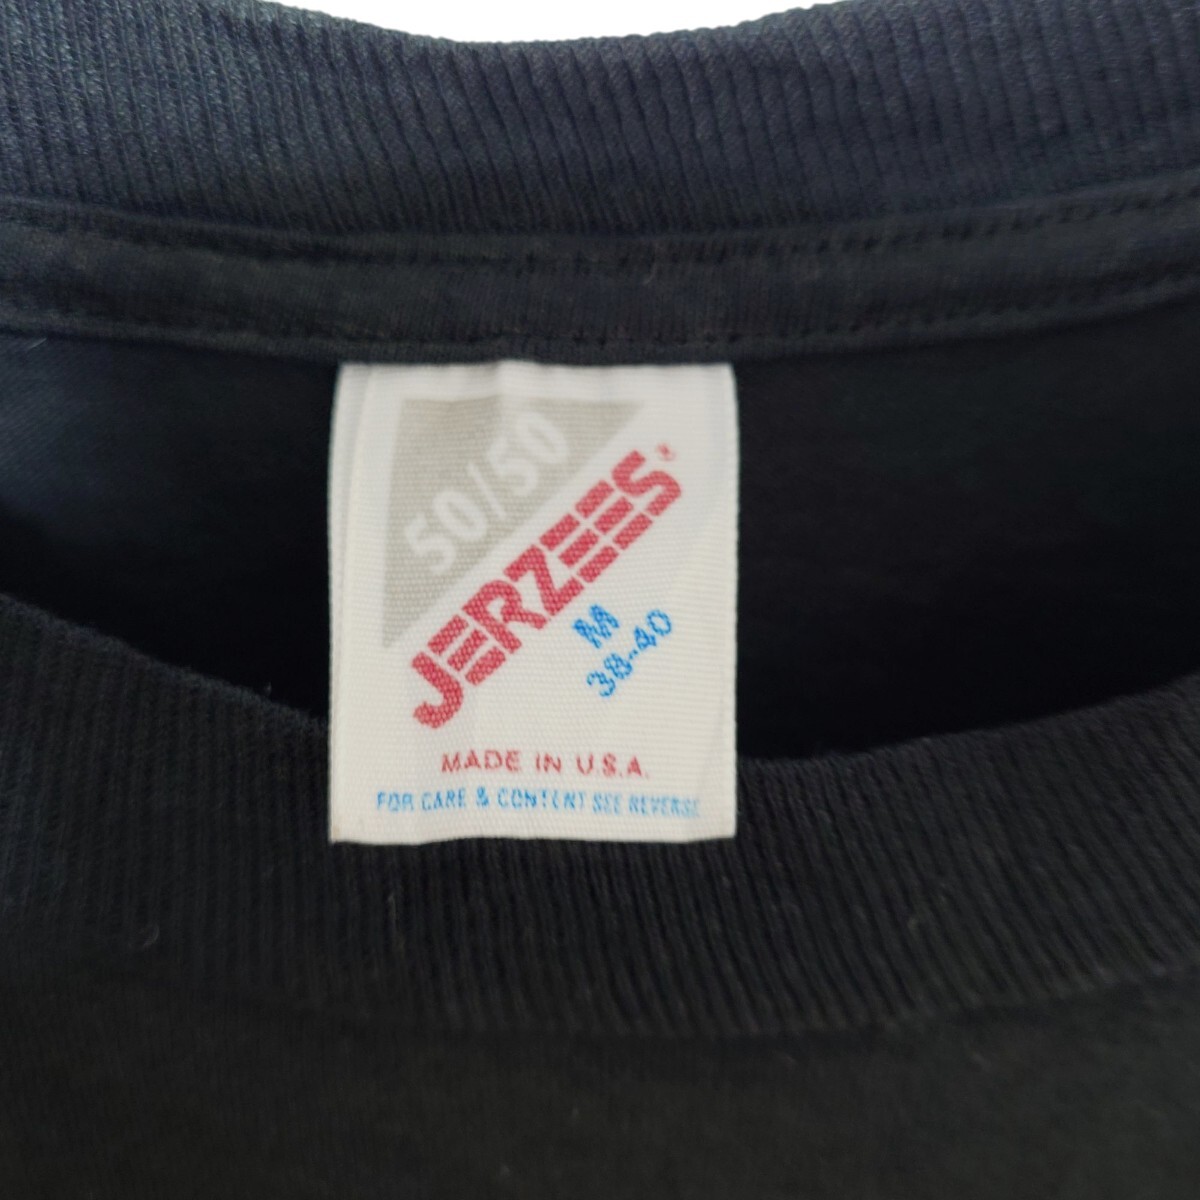 50/50
JERZEES®
M
38-40
MADE IN U.S.A.
FOR CARE & CONTENT SEE REVERSE